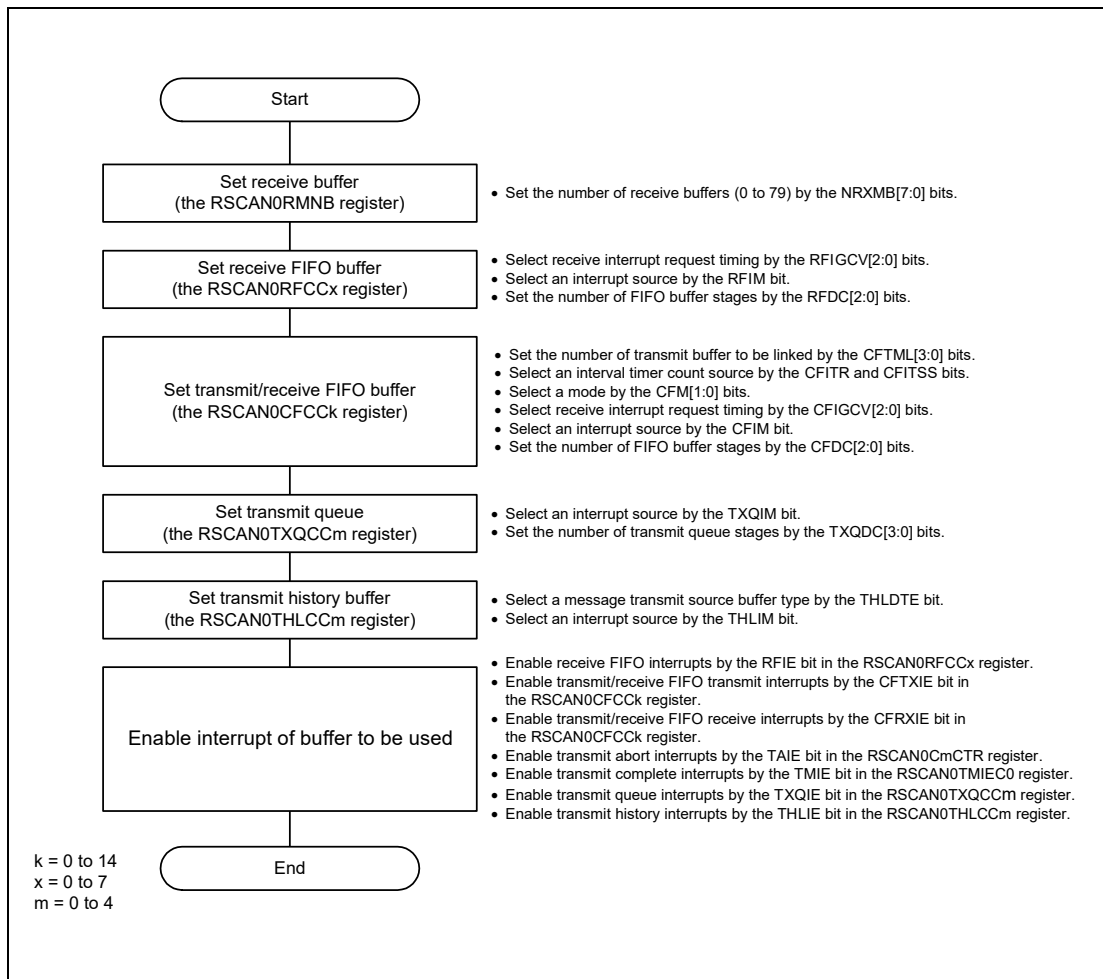 Start
Set receive buffer
(the RSCAN0RMNB register)
• Set the number of receive buffers (0 to 79) by the NRXMB[7:0] bits.
Set receive FIFO buffer
(the RSCAN0RFCCx register)
• Select receive interrupt request timing by the RFIGCV[2:0] bits.
• Select an interrupt source by the RFIM bit.
• Set the number of FIFO buffer stages by the RFDC[2:0] bits.
Set transmit/receive FIFO buffer
(the RSCAN0CFCCk register)
• Set the number of transmit buffer to be linked by the CFTML[3:0] bits.
• Select an interval timer count source by the CFITR and CFITSS bits.
• Select a mode by the CFM[1:0] bits.
• Select receive interrupt request timing by the CFIGCV[2:0] bits.
• Select an interrupt source by the CFIM bit.
• Set the number of FIFO buffer stages by the CFDC[2:0] bits.
Set transmit queue
(the RSCAN0TXQCCm register)
• Select an interrupt source by the TXQIM bit.
• Set the number of transmit queue stages by the TXQDC[3:0] bits.
Set transmit history buffer
(the RSCAN0THLCCm register)
• Select a message transmit source buffer type by the THLDTE bit.
• Select an interrupt source by the THLIM bit.
Enable interrupt of buffer to be used
• Enable receive FIFO interrupts by the RFIE bit in the RSCAN0RFCCx register.
• Enable transmit/receive FIFO transmit interrupts by the CFTXIE bit in
the RSCAN0CFCCk register.
• Enable transmit/receive FIFO receive interrupts by the CFRXIE bit in
the RSCAN0CFCCk register.
• Enable transmit abort interrupts by the TAIE bit in the RSCAN0CmCTR register.
• Enable transmit complete interrupts by the TMIE bit in the RSCAN0TMIEC0 register.
• Enable transmit queue interrupts by the TXQIE bit in the RSCAN0TXQCCm register.
• Enable transmit history interrupts by the THLIE bit in the RSCAN0THLCCm register.
End
k = 0 to 14
x = 0 to 7
m = 0 to 4